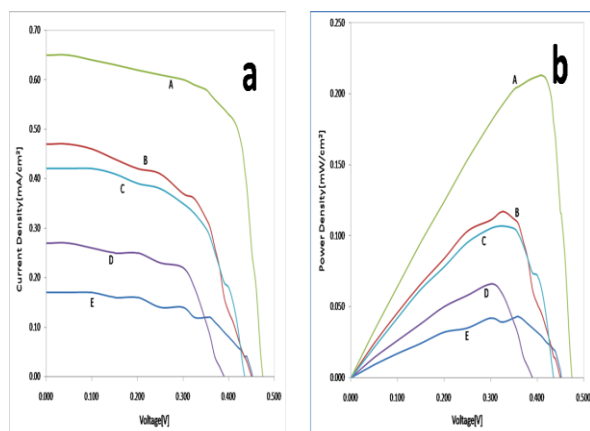 0.70
0.60
0.50
0.40
0.30
0.20
0.10
0.00
0.000 0.100 0.200 0.300 0.400 0.500
Current Density[mA/cm²]
Voltage[V]
a
A
B
C
D
E
0.250
0.200
0.150
0.100
0.050
0.000
0.000 0.100 0.200 0.300 0.400 0.500
Power Density[mW/cm²]
Voltage[V]
b
A
B
C
D
E